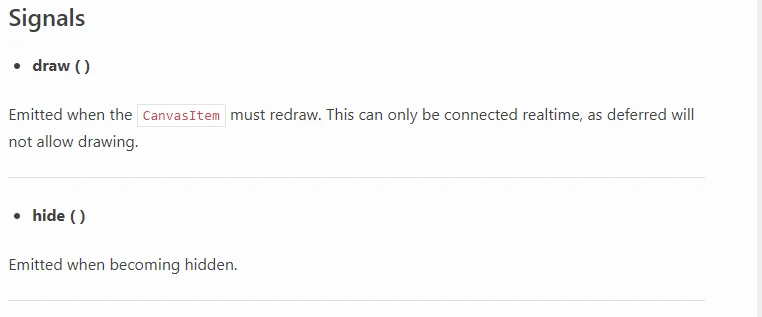 Signals
• draw ( )
Emitted when the CanvasItem must redraw. This can only be connected realtime, as deferred will
not allow drawing.
• hide ( )
Emitted when becoming hidden.